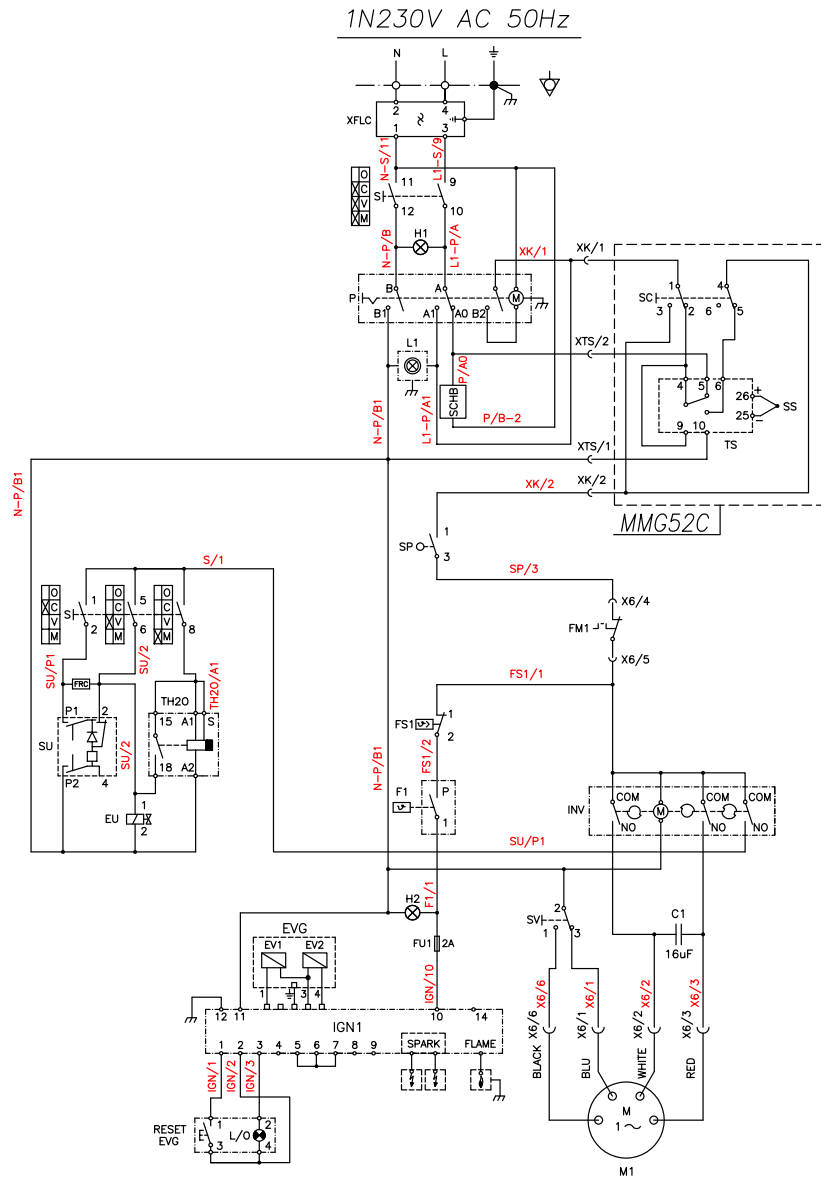 1N230V AC 50Hz
N L
2 4
XFLC
1 3
N-S/11
L1-S/9
O
C
V
M
X
X
X
S
11 9
12 10
N-P/B
H1
L1-P/A
XK/1
XK/1
P
B A
M
B1 A1 A0 B2
L1
N-P/B1
L1-P/A1
P/A0
SCHB
P/B-2
XTS/2
SC
1 4
3 2 6 5
4 5 6
26 +
25 -
SS
9 10
TS
XTS/1
MMG52C
N-P/B1
XK/2
XK/2
SP
1
3
SP/3
X6/4
FM1
X6/5
S/1
O
C
V
M
X
S
1
2
O
C
V
M
X
X
5
6
O
C
V
M
X
8
SU/P1
SU/2
TH20/A1
FRC
P1 2
SU
P2 4
SU/2
TH20
15 A1 S
18 A2
EU
1
2
N-P/B1
FS1/1
FS1
1
2
FS1/2
F1
P
1
INV
COM COM COM
M
NO NO NO
SU/P1
H2
F1/1
FU1 2A
IGN/10
SV
2
1 3
C1
16uF
EVG
EV1 EV2
1 3 4
12 11 10 14
IGN1
SPARK FLAME
1 2 3 4 5 6 7 8 9
IGN/1
IGN/2
IGN/3
RESET
EVG
E
1
3
L/O
2
4
X6/6
X6/1
X6/2
X6/3
X6/6
X6/1
X6/2
X6/3
BLACK
BLU
WHITE
RED
M
1
M1